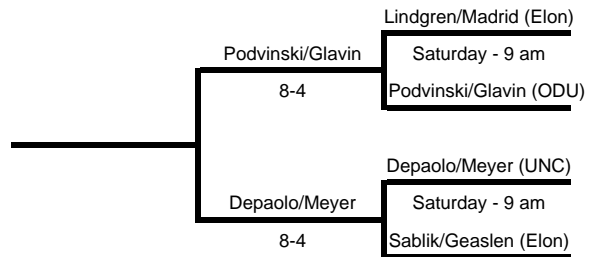 Lindgren/Madrid (Elon)
Podvinski/Glavin
Saturday - 9 am
8-4
Podvinski/Glavin (ODU)
Depaolo/Meyer (UNC)
Depaolo/Meyer
Saturday - 9 am
8-4
Sablik/Geaslen (Elon)